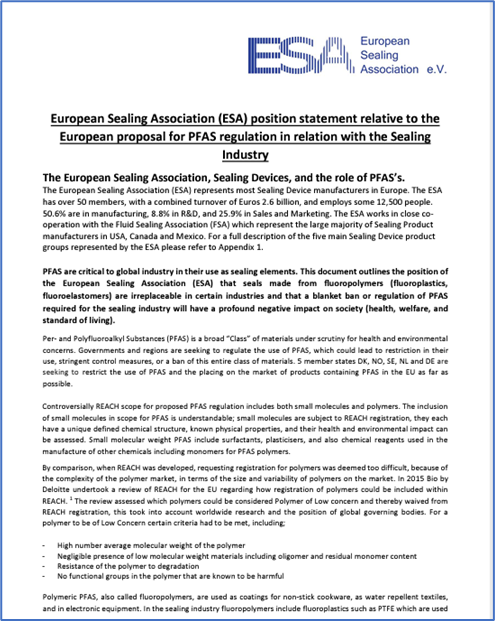 ESA
European
Sealing
Association e.V.
European Sealing Association (ESA) position statement relative to the
European proposal for PFAS regulation in relation with the Sealing
Industry
The European Sealing Association, Sealing Devices, and the role of PFAS's.
The European Sealing Association (ESA) represents most Sealing Device manufacturers in Europe. The ESA
has over 50 members, with a combined turnover of Euros 2.6 billion, and employs some 12,500 people.
50.6% are in manufacturing, 8.8% in R&D, and 25.9% in Sales and Marketing. The ESA works in close co-
operation with the Fluid Sealing Association (FSA) which represent the large majority of Sealing Product
manufacturers in USA, Canada and Mexico. For a full description of the five main Sealing Device product
groups represented by the ESA please refer to Appendix 1.
PFAS are critical to global industry in their use as sealing elements. This document outlines the position of
the European Sealing Association (ESA) that seals made from fluoropolymers (fluoroplastics,
fluoroelastomers) are irreplaceable in certain industries and that a blanket ban or regulation of PFAS
required for the sealing industry will have a profound negative impact on society (health, welfare, and
standard of living).
Per- and Polyfluoroalkyl Substances (PFAS) is a broad "Class" of materials under scrutiny for health and environmental
concerns. Governments and regions are seeking to regulate the use of PFAS, which could lead to restriction in their
use, stringent control measures, or a ban of this entire class of materials. 5 member states DK, NO, SE, NL and DE are
seeking to restrict the use of PFAS and the placing on the market of products containing PFAS in the EU as far as
possible.
Controversially REACH scope for proposed PFAS regulation includes both small molecules and polymers. The inclusion
of small molecules in scope for PFAS is understandable; small molecules are subject to REACH registration, they each
have a unique defined chemical structure, known physical properties, and their health and environmental impact can
be assessed. Small molecular weight PFAS include surfactants, plasticisers, and also chemical reagents used in the
manufacture of other chemicals including monomers for PFAS polymers.
By comparison, when REACH was developed, requesting registration for polymers was deemed too difficult, because of
the complexity of the polymer market, in terms of the size and variability of polymers on the market. In 2015 Bio by
Deloitte undertook a review of REACH for the EU regarding how registration of polymers could be included within
REACH. 1 The review assessed which polymers could be considered Polymer of Low concern and thereby waived from
REACH registration, this took into account worldwide research and the position of global governing bodies. For a
polymer to be of Low Concern certain criteria had to be met, including;
- High number average molecular weight of the polymer
- Negligible presence of low molecular weight materials including oligomer and residual monomer content
- Resistance of the polymer to degradation
- No functional groups in the polymer that are known to be harmful
Polymeric PFAS, also called fluoropolymers, are used as coatings for non-stick cookware, as water repellent textiles,
and in electronic equipment. In the sealing industry fluoropolymers include fluoroplastics such as PTFE which are used